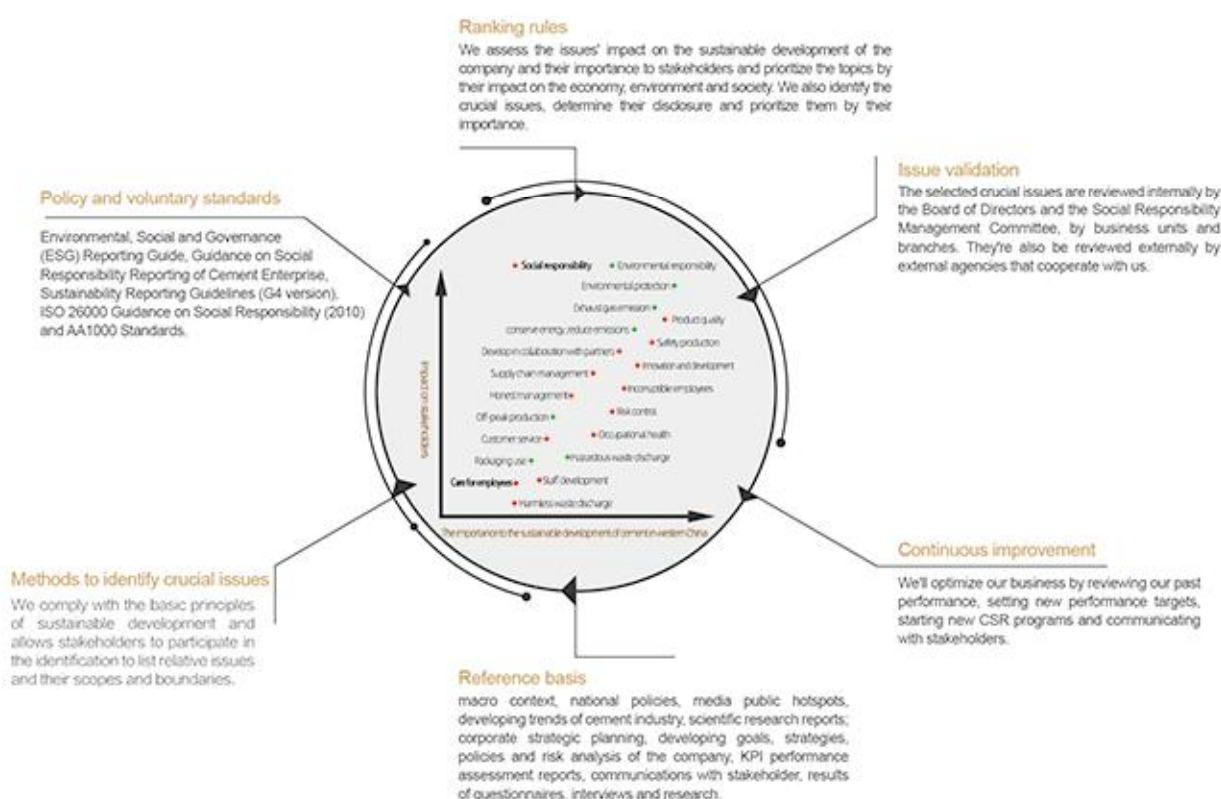 Ranking rules
We assess the issues' impact on the sustainable development of the
company and their importance to stakeholders and prioritize the topics by
their impact on the economy, environment and society. We also identify the
crucial issues, determine their disclosure and prioritize them by their
importance.
Issue validation
The selected crucial issues are reviewed internally by
the Board of Directors and the Social Responsibility
Management Committee, by business units and
branches. They're also be reviewed externally by
external agencies that cooperate with us.
Policy and voluntary standards
Environmental, Social and Governance
(ESG) Reporting Guide, Guidance on Social
Responsibility Reporting of Cement Enterprise,
Sustainability Reporting Guidelines (G4 version),
ISO 26000 Guidance on Social Responsibility (2010)
and AA1000 Standards.
Social responsibility
Environmental responsibility
Environmental protection
Exhaust gas emission
Product quality
conserve energy, reduce emissions
Safety production
Develop in collaboution with partners
Innovation and development
Supply chain management
Incorruptible employees
Honest management
Risk control
Off-peak production
Occupational health
Customer service
Hazardous waste discharge
Packaging use
Staff development
Care for employees
Harmless waste discharge
Impact on stakeholders
The importance to the sustainable development of cement in western China
Methods to identify crucial issues
We comply with the basic principles
of sustainable development and
allows stakeholders to participate in
the identification to list relative issues
and their scopes and boundaries.
Continuous improvement
We'll optimize our business by reviewing our past
performance, setting new performance targets,
starting new CSR programs and communicating
with stakeholders.
Reference basis
macro context, national policies, media public hotspots,
developing trends of cement industry, scientific research reports;
corporate strategic planning, developing goals, strategies,
policies and risk analysis of the company, KPI performance
assessment reports, communications with stakeholder, results
of questionnaires, interviews and research.